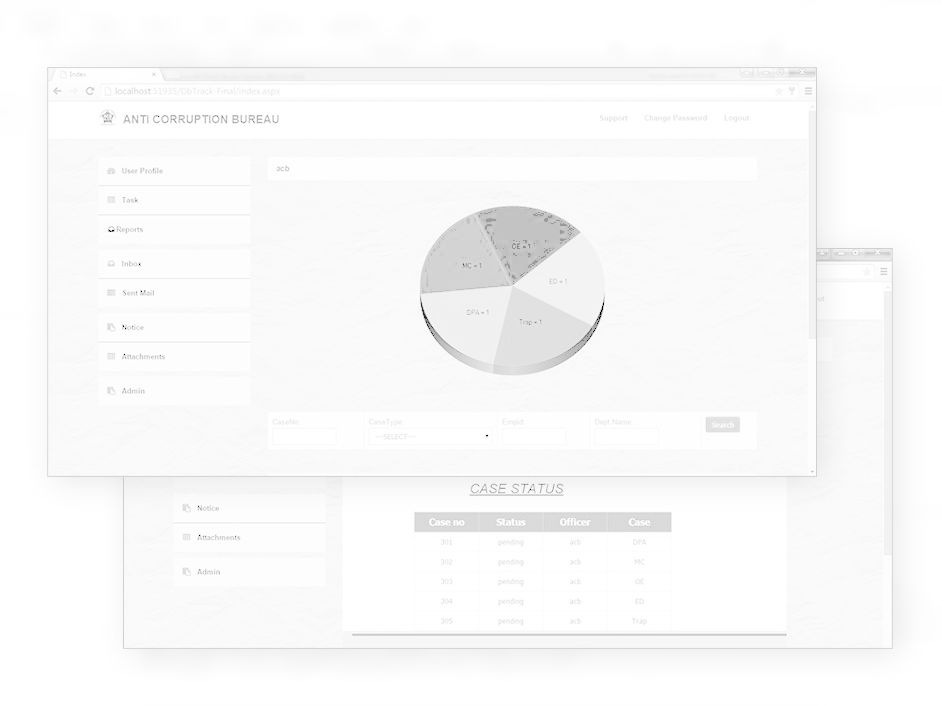 Index
localhost:51935/DbTrack-Final/Index.aspx
ANTI CORRUPTION BUREAU
Support Change Password Logout
User Profile
Task
Reports
Inbox
Sent Mail
Notice
Attachments
Admin
acb
OE = 1
MC = 1
ED = 1
DPA = 1
Trap = 1
CaseNo CaseType Empid Dept.Name
---SELECT--- Search
CASE STATUS
Notice
Attachments
Admin
Case no Status Officer Case
301 pending acb DPA
302 pending acb MC
303 pending acb OE
304 pending acb ED
305 pending acb Trap